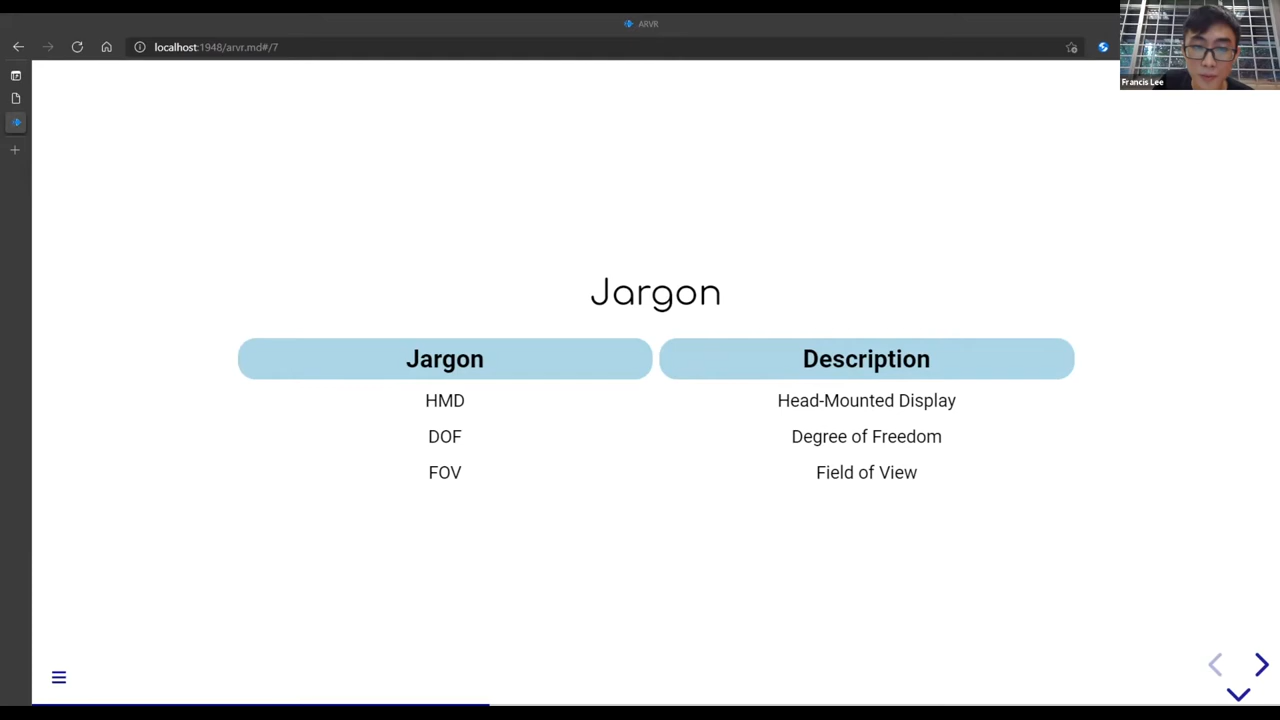 ARVR
localhost:1948/arvr.md#/7
Francis Lee
Jargon
Jargon Description
HMD Head-Mounted Display
DOF Degree of Freedom
FOV Field of View